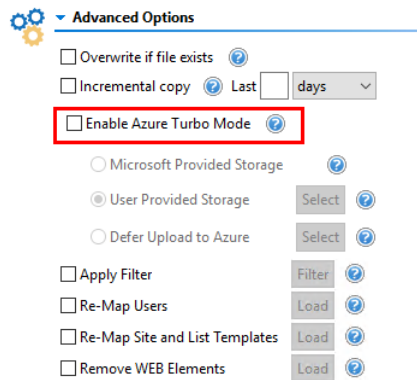 Advanced Options
Overwrite if file exists ?
Incremental copy ? Last days
Enable Azure Turbo Mode ?
Microsoft Provided Storage ?
User Provided Storage Select ?
Defer Upload to Azure Select ?
Apply Filter Filter ?
Re-Map Users Load ?
Re-Map Site and List Templates Load ?
Remove WEB Elements Load ?